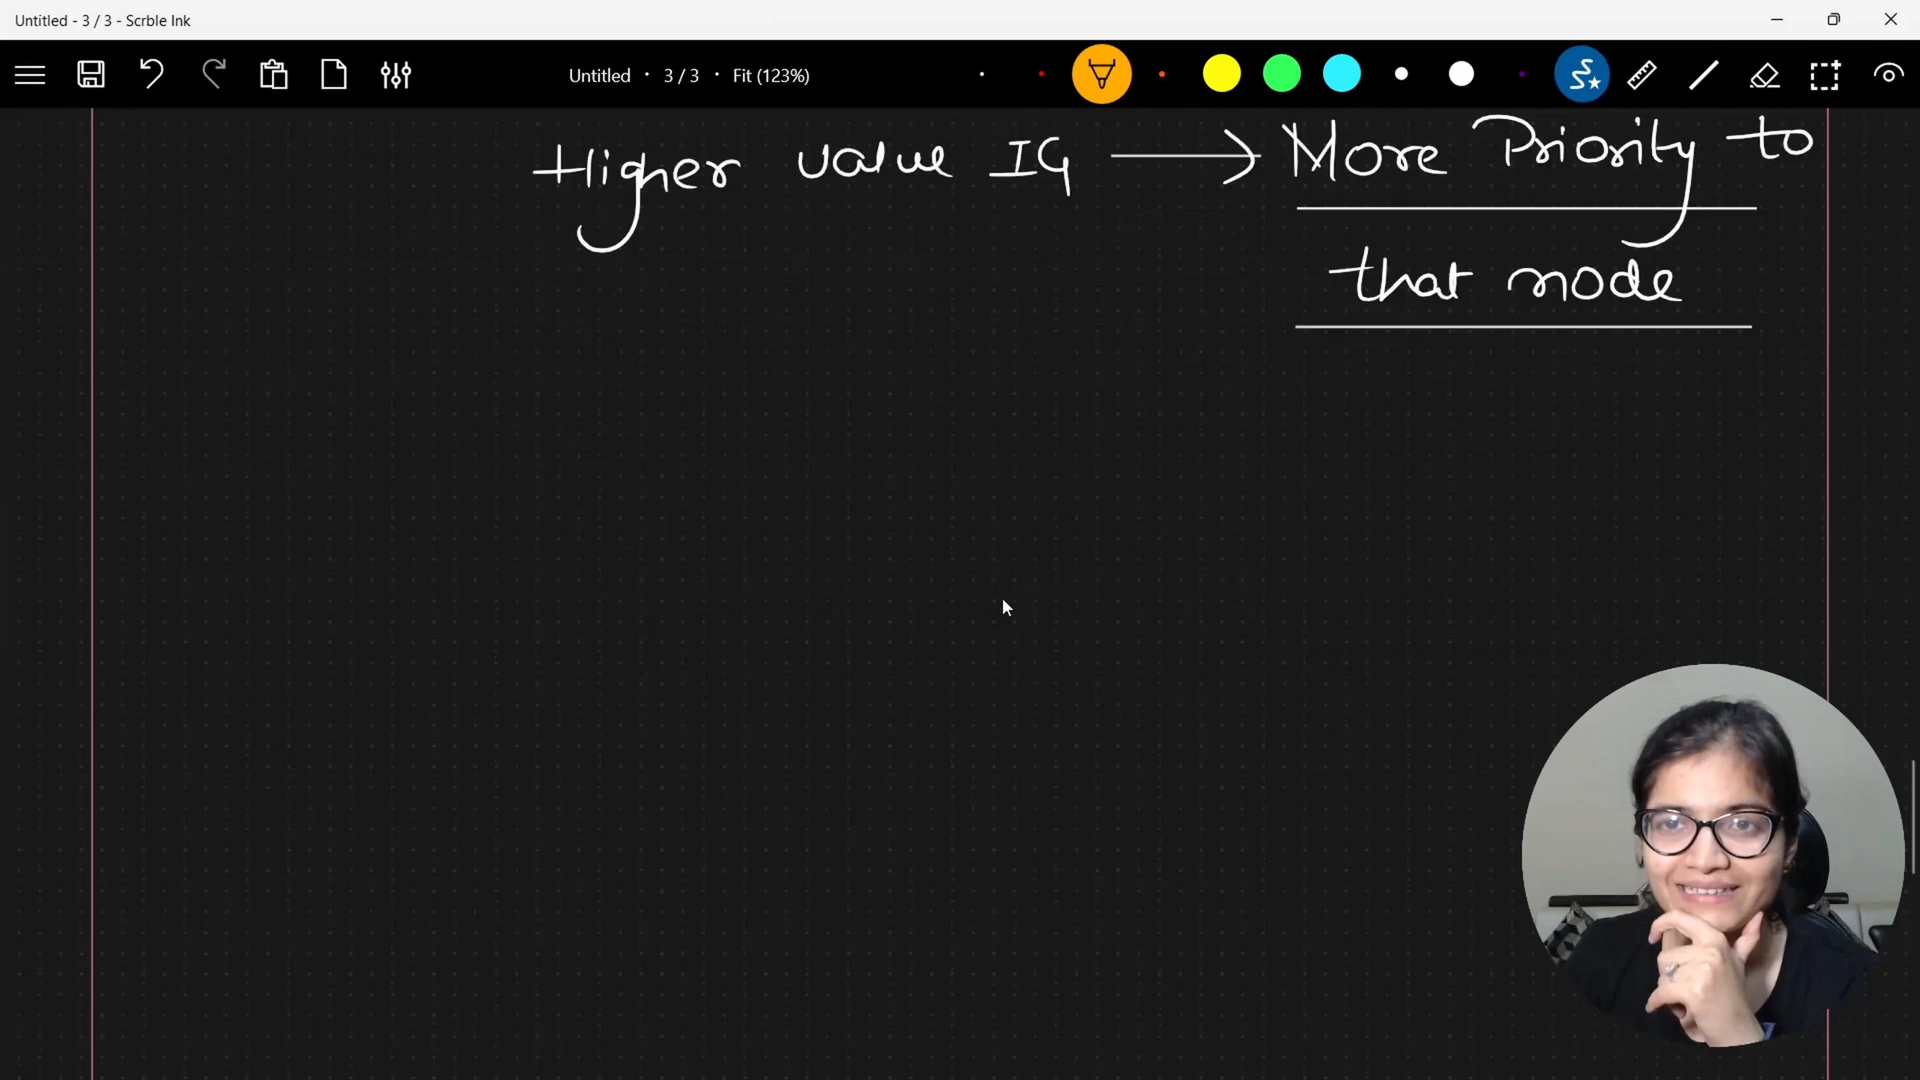 Untitled - 3 / 3 - Scrble Ink
Untitled • 3 / 3 • Fit (123%)
Higher value IG → More Priority to
that node